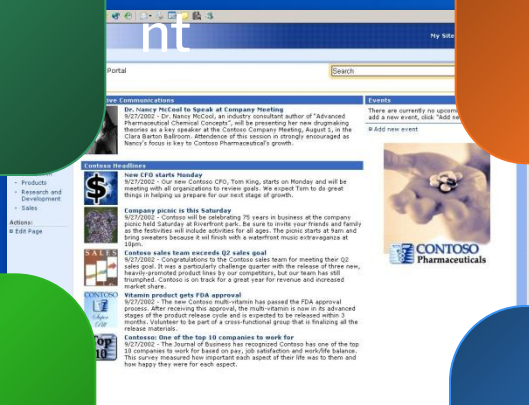 nt
My Site
Portal
Search
ve Communications
Events
Dr. Nancy McCool to Speak at Company Meeting
9/27/2002 - Dr. Nancy McCool, an industry consultant author of "Advanced
Pharmaceutical Chemical Concepts", will be presenting her new drugmaking
theories as a key speaker at the Contoso Company Meeting, August 1, in the
Clara Barton Ballroom. Attendence of this session in strongly encouraged as
Nancy's focus is key to Contoso Pharmaceutical's growth.
There are currently no upcom
add a new event, click "Add ne
Add new event
Contoso Headlines
New CFO starts Monday
9/27/2002 - Our new Contoso CFO, Tom King, starts on Monday and will be
meeting with all organizations to review goals. We expect Tom to do great
things in helping us prepare for our next stage of growth.
Products
Research and
Development
Sales
Actions:
Edit Page
Company picnic is this Saturday
9/27/2002 - Contoso will be celebrating 75 years in business at the company
picnic held Saturday at Riverfront park. Be sure to invite your friends and family
as the festivities will include activities for all ages. The picnic starts at 9am and
bring sweaters because it wil finish with a waterfront music extravaganza at
10pm.
SALES
Contoso sales team exceeds Q2 sales goal
9/27/2002 - Congratulations to the Contoso sales team for meeting their Q2
sales goal. It was a particularly challenge quarter with the release of three new,
heavily-promoted product lines by our competitors, but our team has still
triumphed. Contoso is on track for a great year for revenue and increased
market share.
CONTOSO
Pharmaceuticals
CONTOSO
Vitamin product gets FDA approval
9/27/2002 - The new Contoso multi-vitamin has passed the FDA approval
process. After receiving this approval, the multi-vitamin is now in its advanced
stages of the product release cycle and is expected to be released within 3
months. Volunteer to be part of a cross-functional group that is finalizing all the
release materials.
Top
10
Contoso: One of the top 10 companies to work for
9/27/2002 - The Journal of Business has recognized Contoso has one of the top
10 companies to work for based on pay, job satisfaction and work/life balance.
This survey measured how important each aspect of their life was to them and
how happy they were for each aspect.